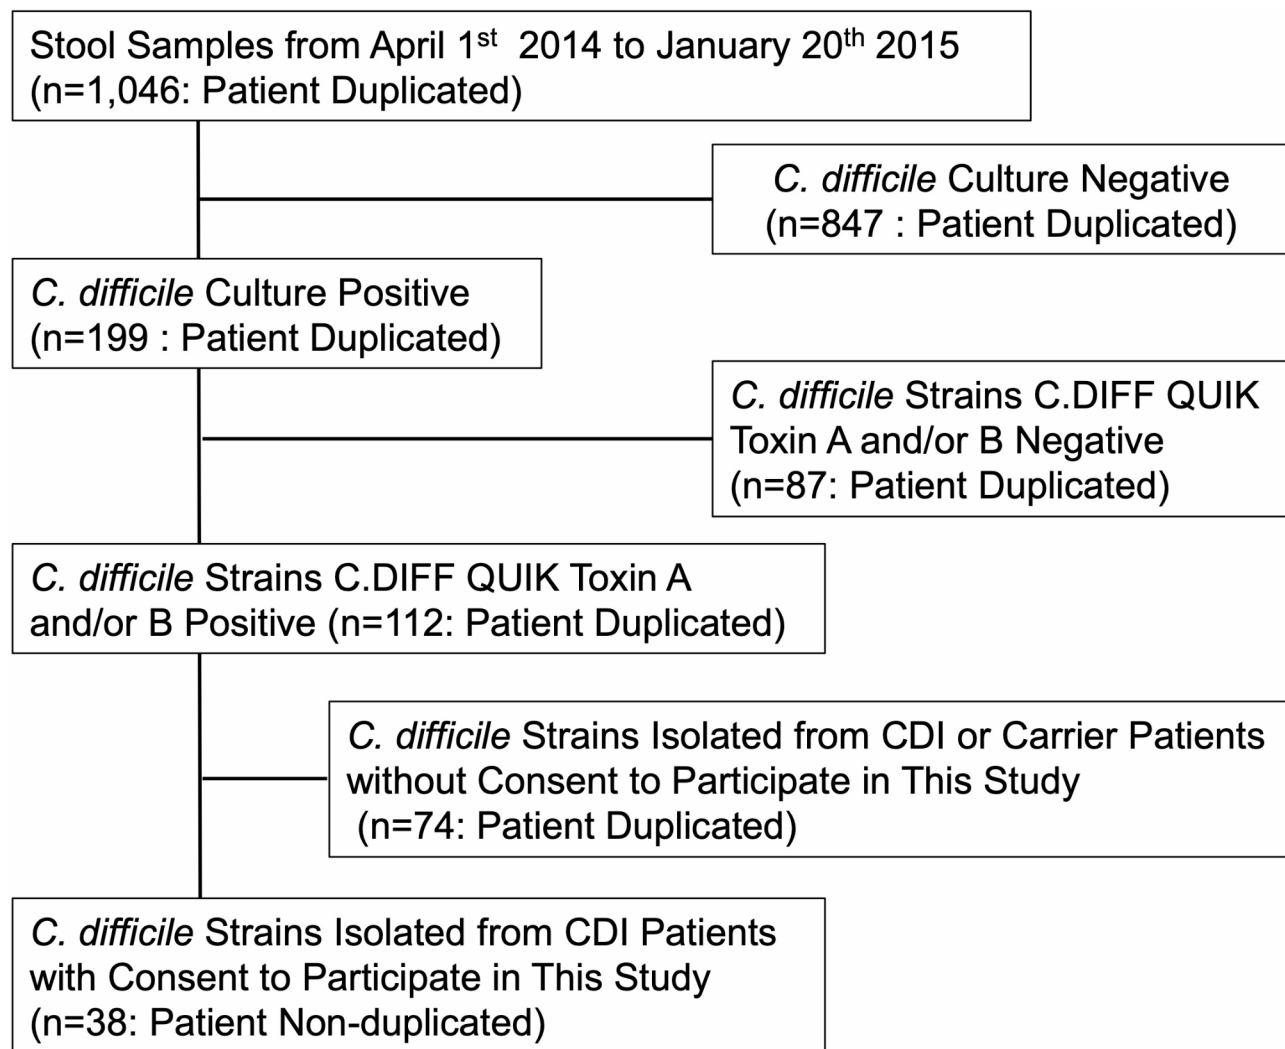 Stool Samples from April 1st 2014 to January 20th 2015
(n=1,046: Patient Duplicated)
C. difficile Culture Negative
(n=847 : Patient Duplicated)
C. difficile Culture Positive
(n=199 : Patient Duplicated)
C. difficile Strains C.DIFF QUIK
Toxin A and/or B Negative
(n=87: Patient Duplicated)
C. difficile Strains C.DIFF QUIK Toxin A
and/or B Positive (n=112: Patient Duplicated)
C. difficile Strains Isolated from CDI or Carrier Patients
without Consent to Participate in This Study
(n=74: Patient Duplicated)
C. difficile Strains Isolated from CDI Patients
with Consent to Participate in This Study
(n=38: Patient Non-duplicated)